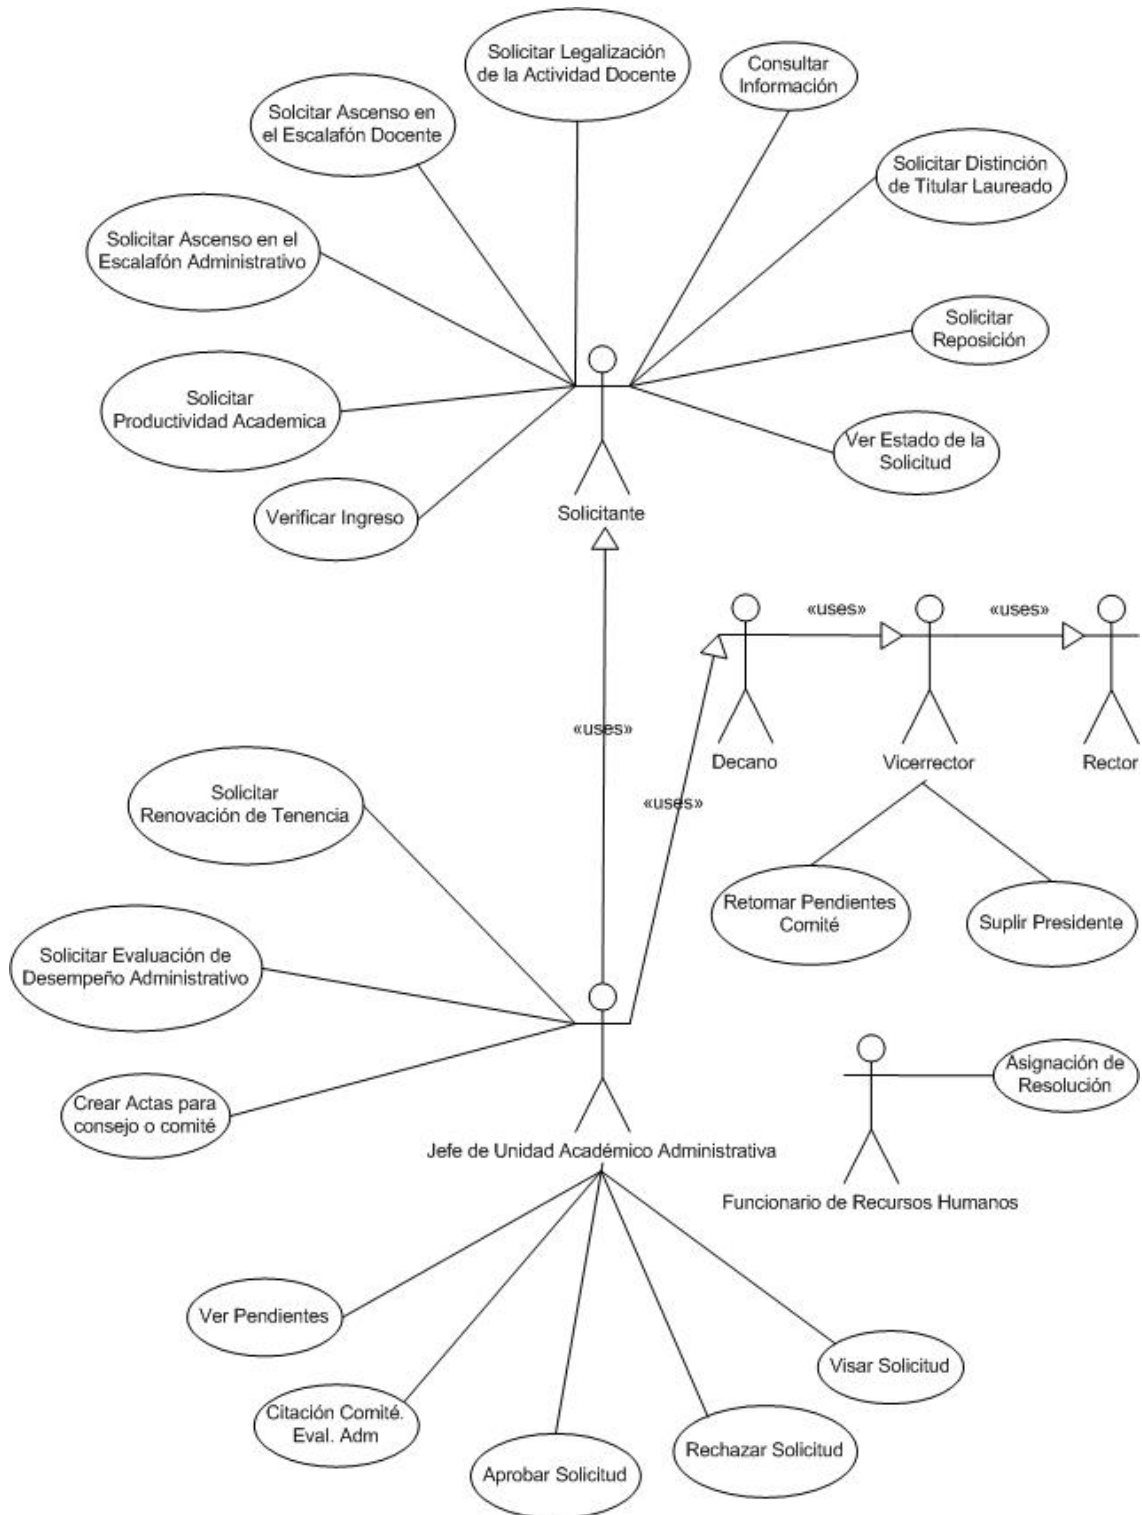 Solicitar Legalización
de la Actividad Docente
Consultar
Información
Solcitar Ascenso en
el Escalafón Docente
Solicitar Distinción
de Titular Laureado
Solicitar Ascenso en el
Escalafón Administrativo
Solicitar
Reposición
Solicitar
Productividad Academica
Ver Estado de la
Solicitud
Verificar Ingreso
Solicitante
«uses»
«uses»
«uses»
Decano
Vicerrector
Rector
Solicitar
Renovación de Tenencia
«uses»
Retomar Pendientes
Comité
Suplir Presidente
Solicitar Evaluación de
Desempeño Administrativo
Asignación de
Resolución
Crear Actas para
consejo o comité
Jefe de Unidad Académico Administrativa
Funcionario de Recursos Humanos
Ver Pendientes
Visar Solicitud
Citación Comité.
Eval. Adm
Rechazar Solicitud
Aprobar Solicitud